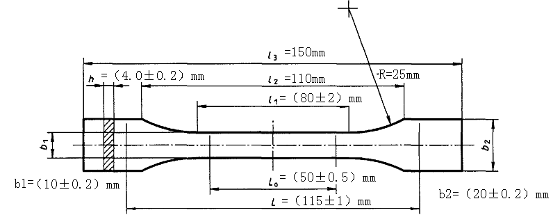 l₃ =150mm
h = (4.0±0.2) mm
l₂ =110mm
R=25mm
l₁= (80±2) mm
b₁
b₂
l₀= (50±0.5) mm
b1=(10±0.2) mm
b2= (20±0.2) mm
L = (115±1) mm